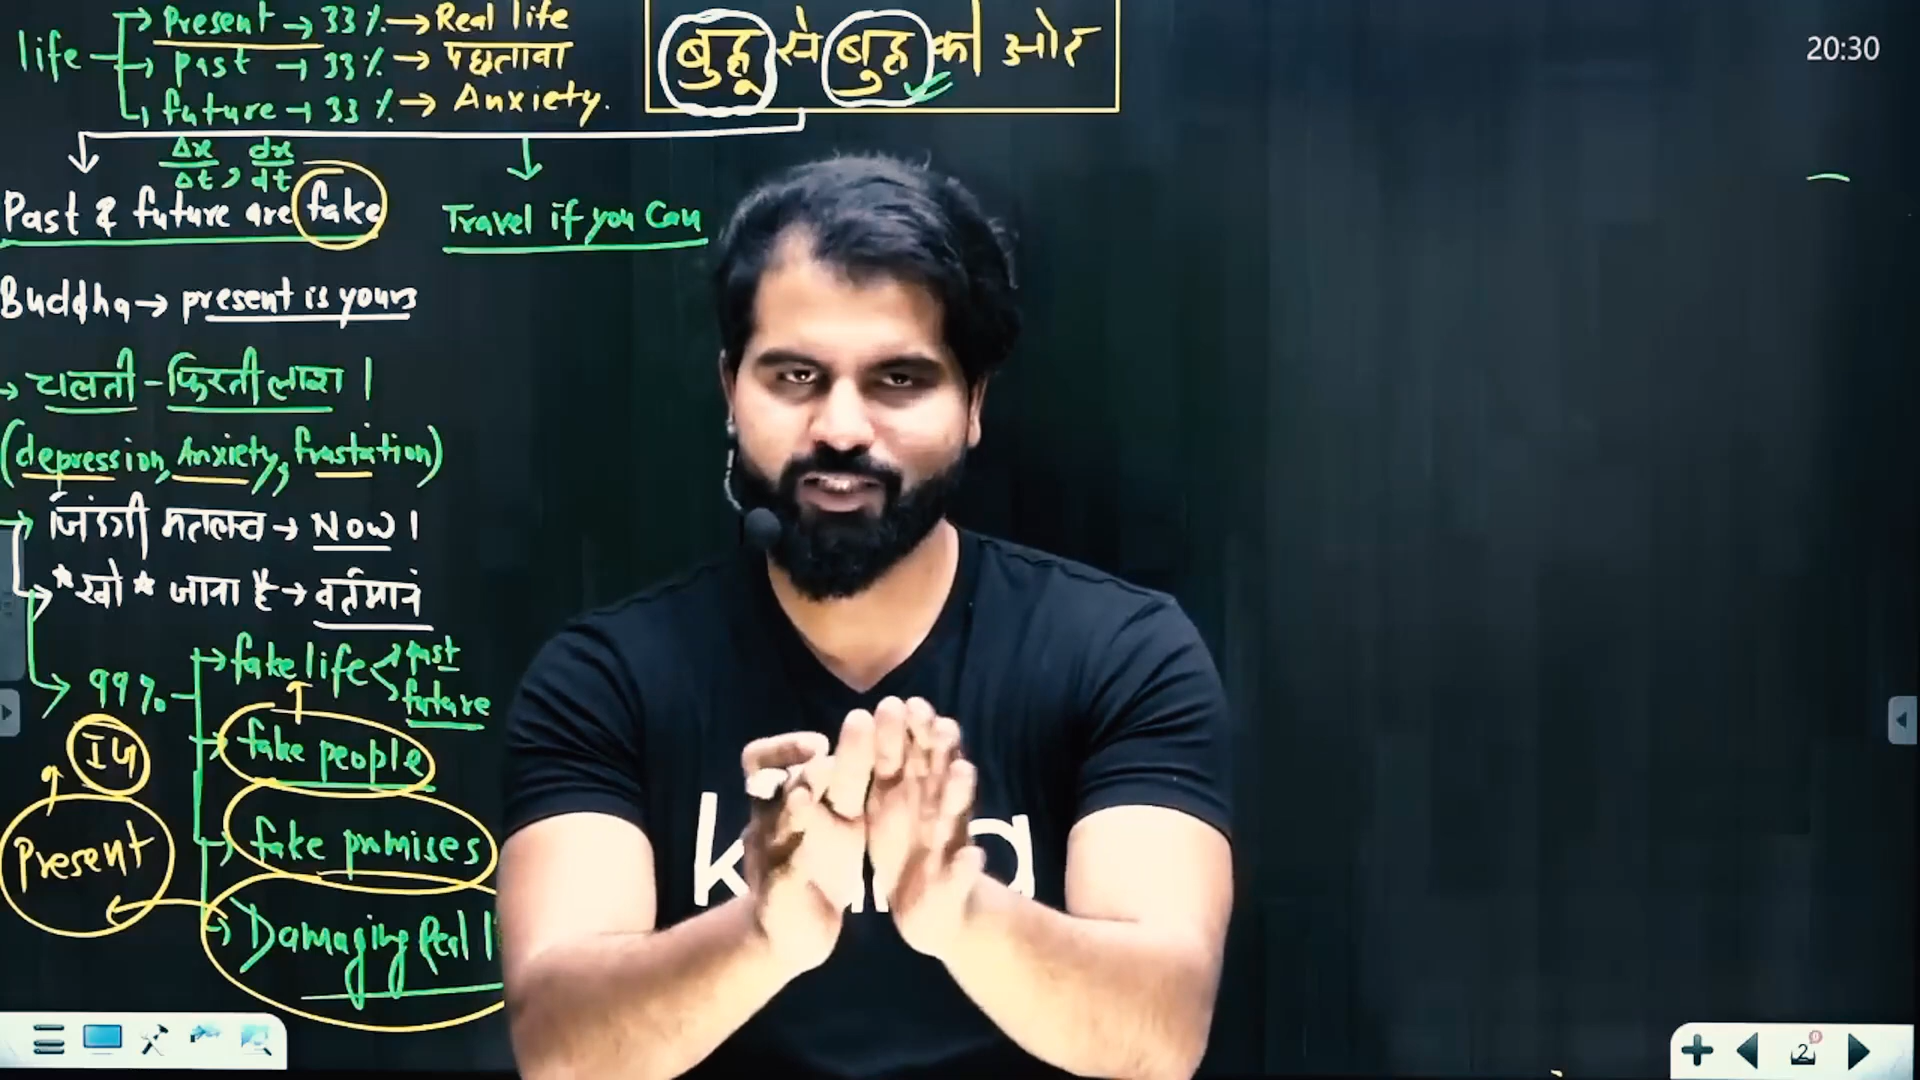 life → Present → 33 % → Real life
→ past → 33 % → पछतावा
→ future → 33 % → Anxiety.
बुद्धू से बुद्ध की ओर
20:30
Δx/Δt, dx/dt
Past & future are fake
Travel if you Can
Buddha → present is yours
→ चलती - फिरती लाश ।
(depression, Anxiety, frustation)
→ जिंदगी मतलब → Now ।
→ *खो* जाना है → वर्तमान
→ 99% → fake life < past
future
→ fake people
→ fake promises
Present
→ Damaging Real
2